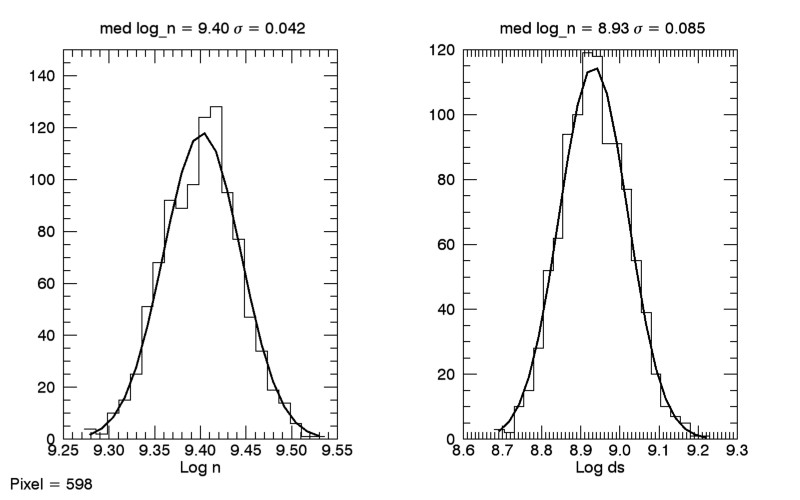 med log_n = 9.40 σ = 0.042
med log_n = 8.93 σ = 0.085
140
120
100
80
60
40
20
0
9.25 9.30 9.35 9.40 9.45 9.50 9.55
Log n
120
100
80
60
40
20
0
8.6 8.7 8.8 8.9 9.0 9.1 9.2 9.3
Log ds
Pixel = 598